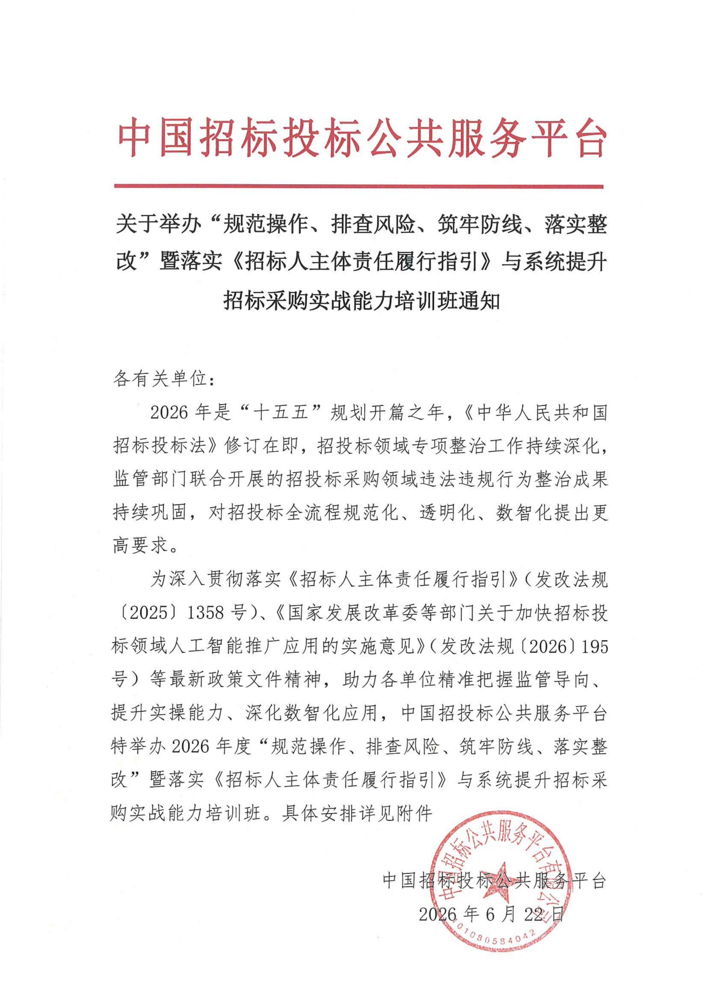 中国招标投标公共服务平台
关于举办“规范操作、排查风险、筑牢防线、落实整
改”暨落实《招标人主体责任履行指引》与系统提升
招标采购实战能力培训班通知
各有关单位：
2026 年是“十五五”规划开篇之年，《中华人民共和国
招标投标法》修订在即，招投标领域专项整治工作持续深化，
监管部门联合开展的招投标采购领域违法违规行为整治成果
持续巩固，对招投标全流程规范化、透明化、数智化提出更
高要求。
为深入贯彻落实《招标人主体责任履行指引》（发改法规
〔2025〕1358 号）、《国家发展改革委等部门关于加快招标投
标领域人工智能推广应用的实施意见》（发改法规〔2026〕195
号）等最新政策文件精神，助力各单位精准把握监管导向、
提升实操能力、深化数智化应用，中国招投标公共服务平台
特举办 2026 年度“规范操作、排查风险、筑牢防线、落实整
改”暨落实《招标人主体责任履行指引》与系统提升招标采
购实战能力培训班。具体安排详见附件
中国招标投标公共服务平台
2026 年 6 月 22 日
中国招招标公共服务平台有限公司
101080584042